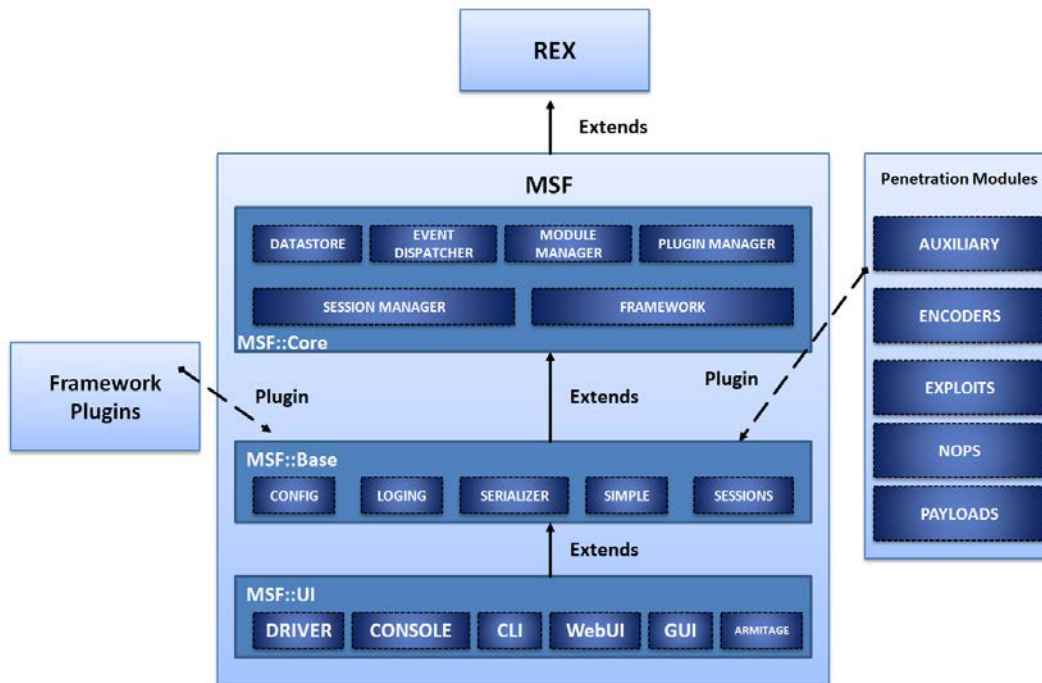 REX
Extends
MSF
DATASTORE
EVENT
DISPATCHER
MODULE
MANAGER
PLUGIN MANAGER
SESSION MANAGER
FRAMEWORK
MSF::Core
Penetration Modules
AUXILIARY
ENCODERS
EXPLOITS
NOPS
PAYLOADS
Framework
Plugins
Plugin
Extends
Plugin
MSF::Base
CONFIG
LOGING
SERIALIZER
SIMPLE
SESSIONS
Extends
MSF::UI
DRIVER
CONSOLE
CLI
WebUI
GUI
ARMITAGE